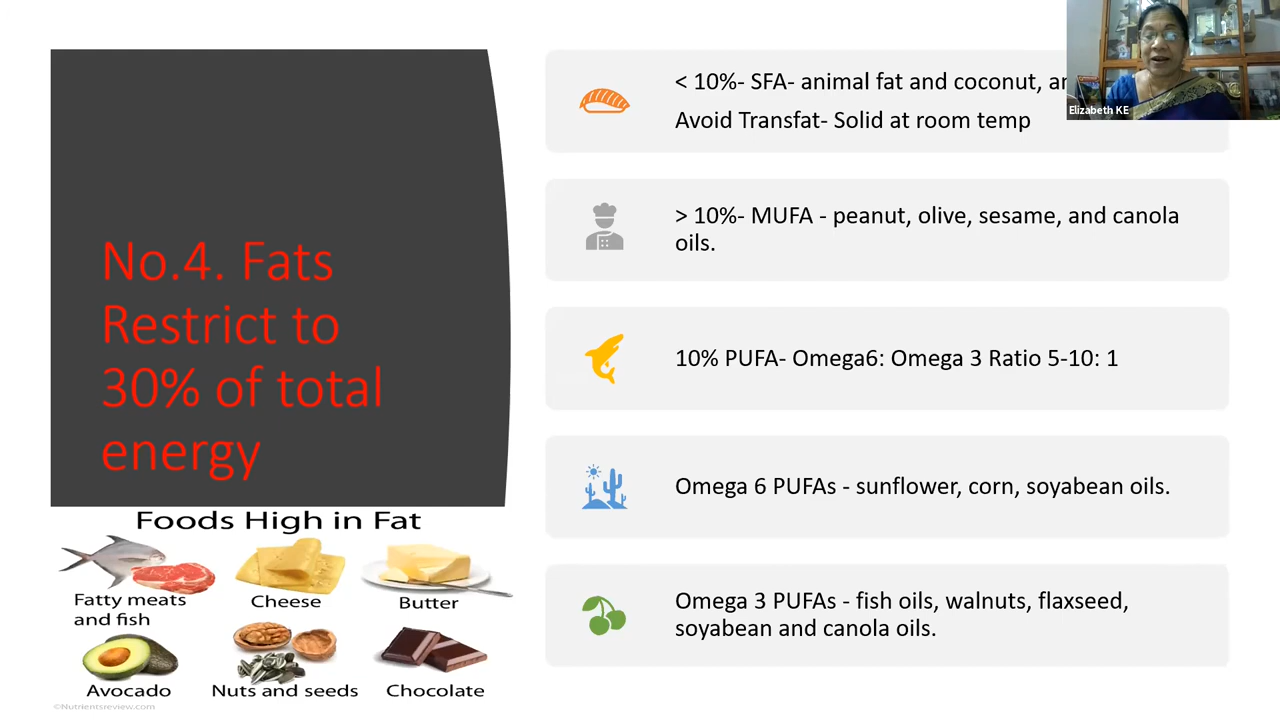 No.4. Fats
Restrict to
30% of total
energy
Foods High in Fat
Fatty meats
and fish
Cheese
Butter
Avocado
Nuts and seeds
Chocolate
©Nutrientsreview.com
< 10%- SFA- animal fat and coconut,
Avoid Transfat- Solid at room temp
> 10%- MUFA - peanut, olive, sesame, and canola
oils.
10% PUFA- Omega6: Omega 3 Ratio 5-10: 1
Omega 6 PUFAs - sunflower, corn, soyabean oils.
Omega 3 PUFAs - fish oils, walnuts, flaxseed,
soyabean and canola oils.
Elizabeth KE